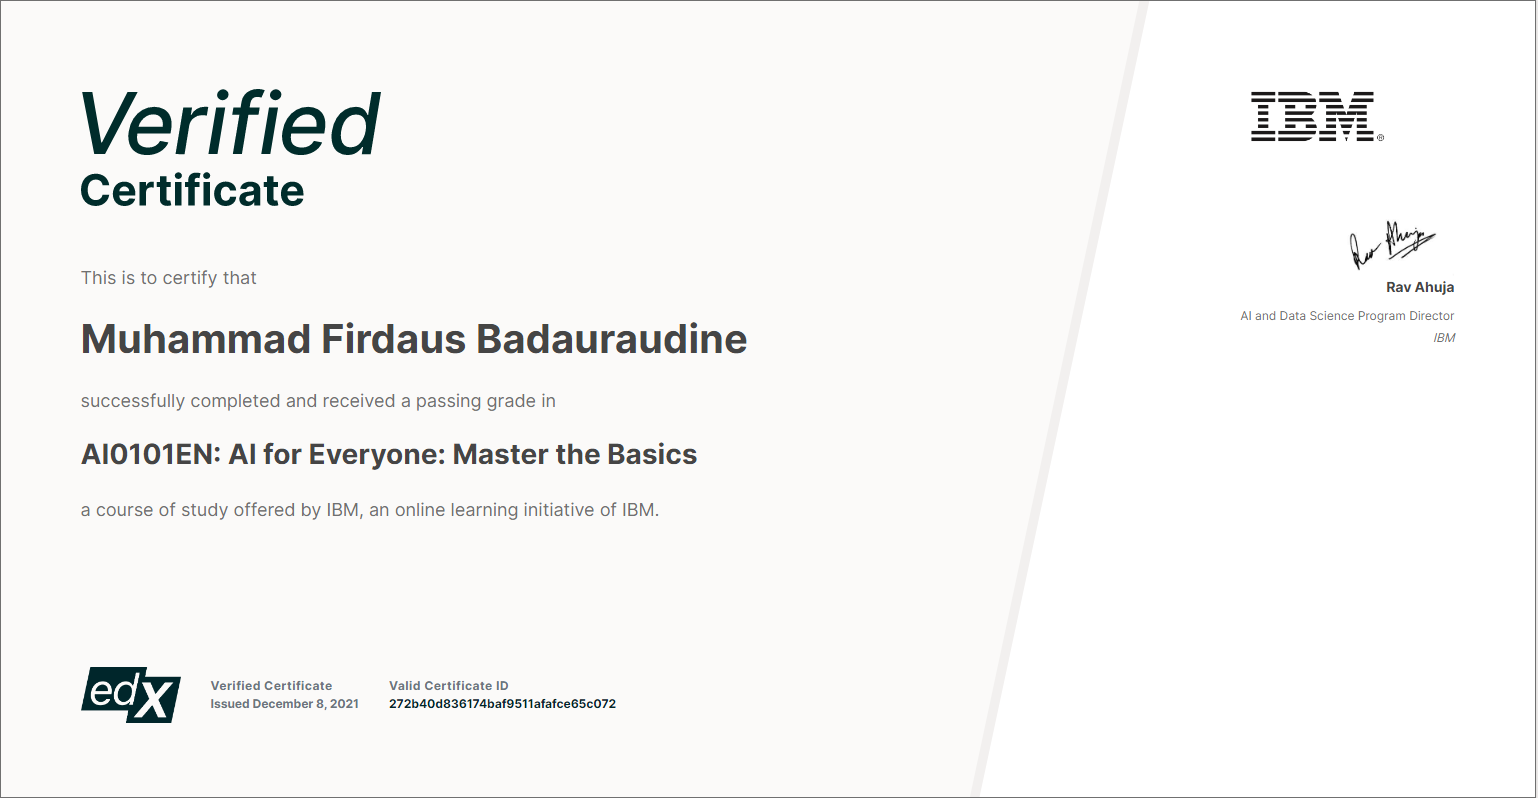 Verified
Certificate
This is to certify that
Muhammad Firdaus Badauraudine
successfully completed and received a passing grade in
AI0101EN: AI for Everyone: Master the Basics
a course of study offered by IBM, an online learning initiative of IBM.
edX
Verified Certificate
Issued December 8, 2021
Valid Certificate ID
272b40d836174baf9511afafce65c072
IBM®
Rav Ahuja
Rav Ahuja
AI and Data Science Program Director
IBM